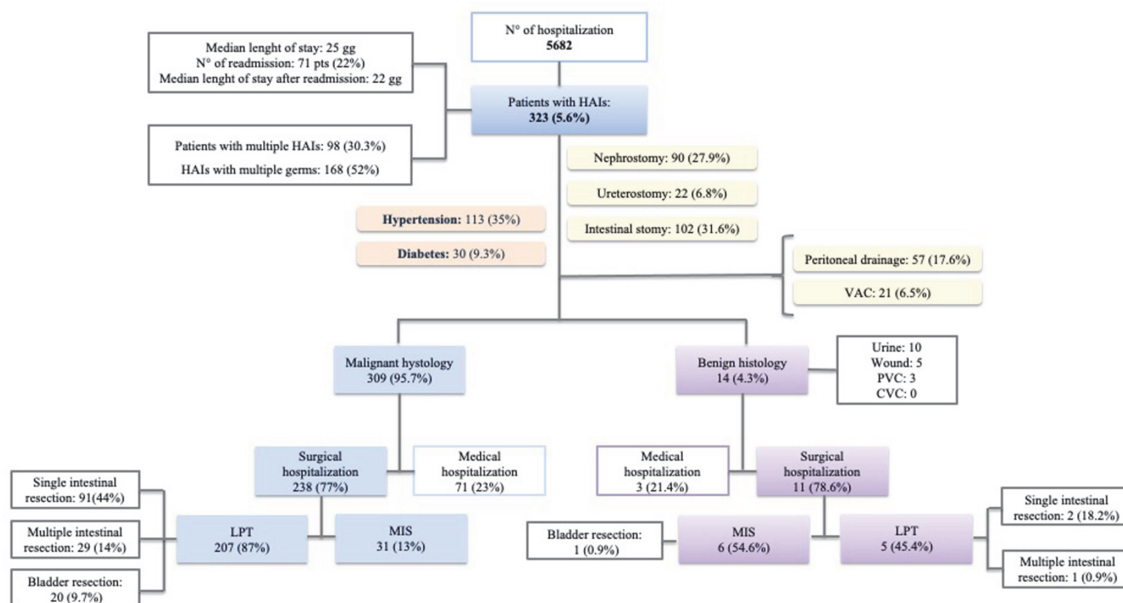 N° of hospitalization
5682
Median lenght of stay: 25 gg
N° of readmission: 71 pts (22%)
Median lenght of stay after readmission: 22 gg
Patients with HAIs:
323 (5.6%)
Patients with multiple HAIs: 98 (30.3%)
HAIs with multiple germs: 168 (52%)
Nephrostomy: 90 (27.9%)
Ureterostomy: 22 (6.8%)
Intestinal stomy: 102 (31.6%)
Hypertension: 113 (35%)
Diabetes: 30 (9.3%)
Peritoneal drainage: 57 (17.6%)
VAC: 21 (6.5%)
Malignant hystology
309 (95.7%)
Benign histology
14 (4.3%)
Urine: 10
Wound: 5
PVC: 3
CVC: 0
Surgical
hospitalization
238 (77%)
Medical
hospitalization
71 (23%)
Medical
hospitalization
3 (21.4%)
Surgical
hospitalization
11 (78.6%)
Single intestinal
resection: 91(44%)
Multiple intestinal
resection: 29 (14%)
Bladder resection:
20 (9.7%)
LPT
207 (87%)
MIS
31 (13%)
Bladder resection:
1 (0.9%)
MIS
6 (54.6%)
LPT
5 (45.4%)
Single intestinal
resection: 2 (18.2%)
Multiple intestinal
resection: 1 (0.9%)